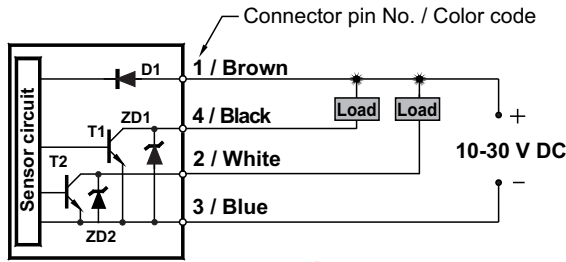 Connector pin No. / Color code
D1
1 / Brown
ZD1
4 / Black
Load
Load
+
T1
10-30 V DC
Sensor circuit
T2
2 / White
−
3 / Blue
ZD2